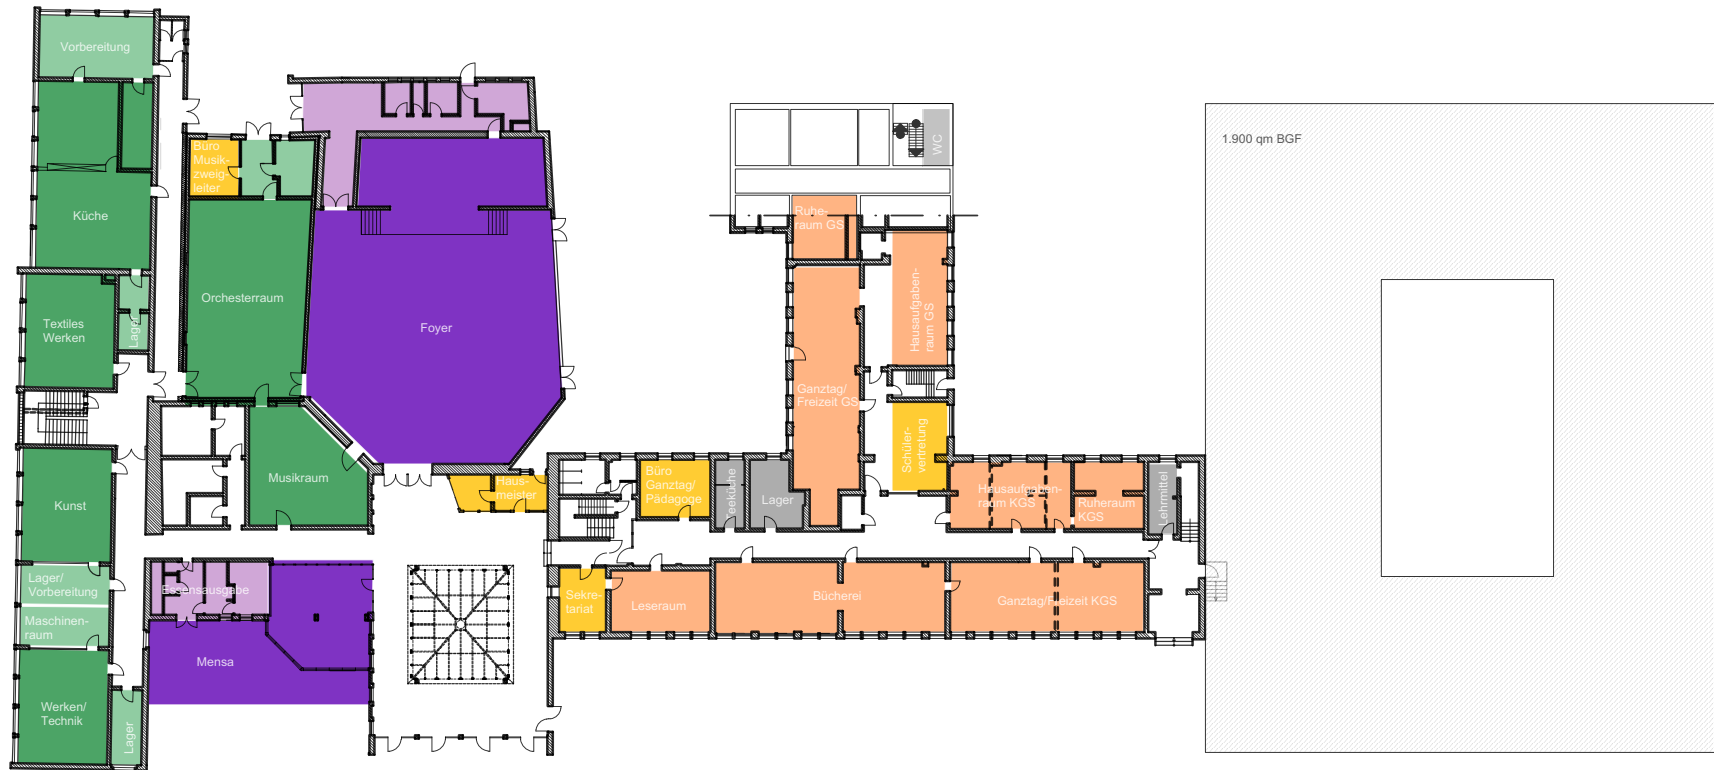 Vorbereitung
1.900 qm BGF
Büro
Musik-
zweig-
leiter
WC
Küche
Ruhe-
raum GS
Orchesterraum
Textiles
Werken
Lager
Foyer
Hausaufgaben-
raum GS
Ganztag/
Freizeit GS
Schüler-
vertretung
Musikraum
Kunst
Haus-
meister
Büro
Ganztag/
Pädagoge
Teeküche
Lager
Hausaufgaben-
raum KGS
Ruheraum
KGS
Lehrmittel
Lager/
Vorbereitung
Essensausgabe
Maschinen-
raum
Sekre-
tariat
Leseraum
Bücherei
Ganztag/Freizeit KGS
Mensa
Werken/
Technik
Lager